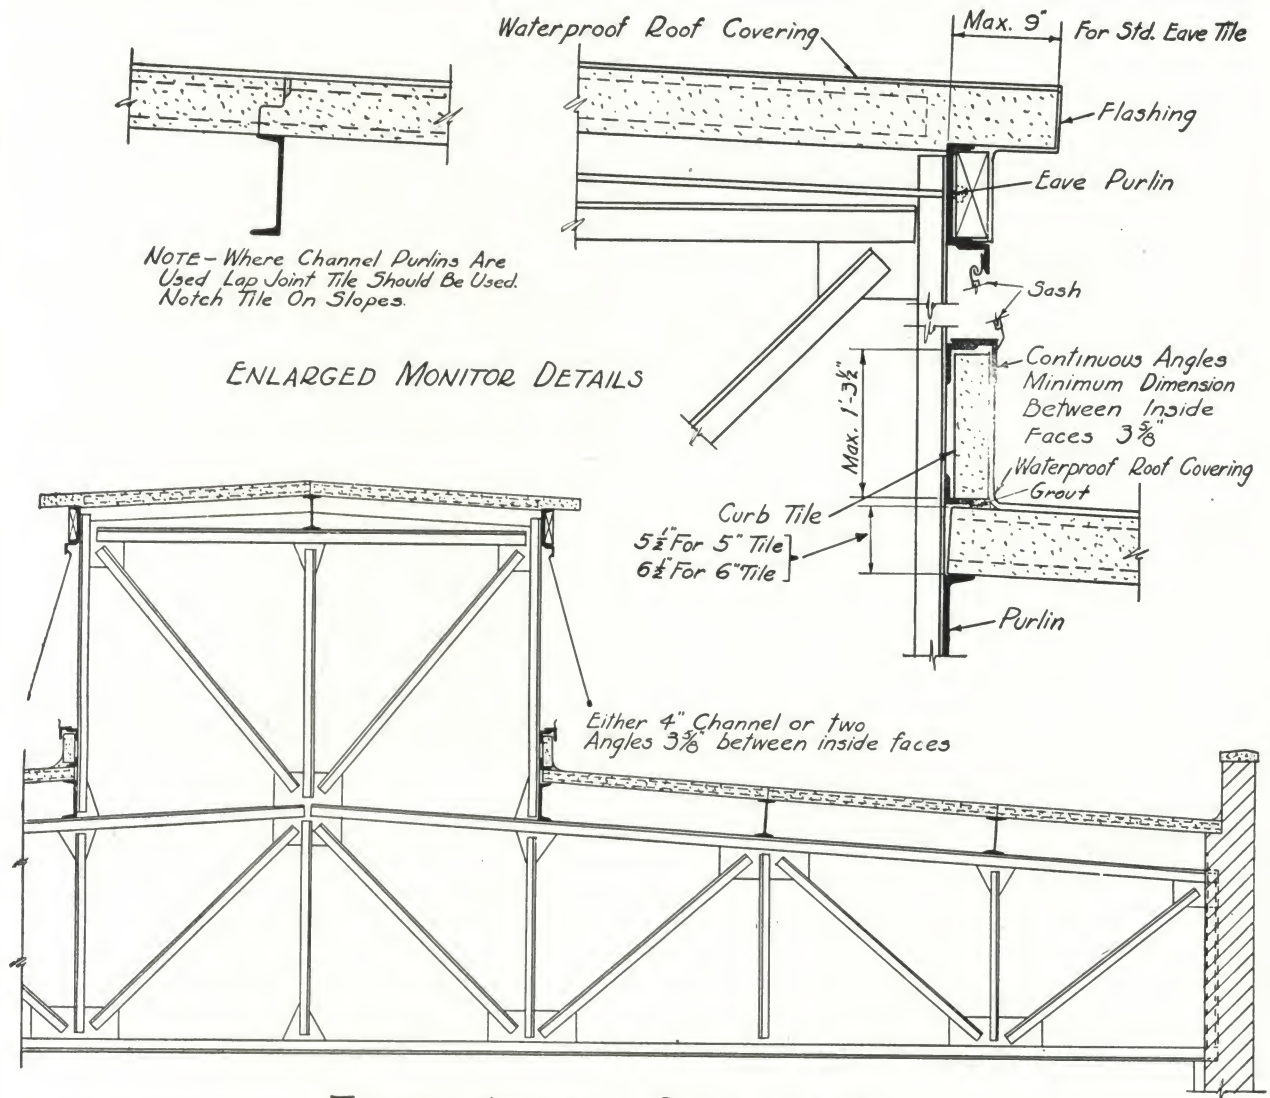 Waterproof Roof Covering
Max. 9"
For Std. Eave Tile
Flashing
Eave Purlin
NOTE - Where Channel Purlins Are
Used Lap Joint Tile Should Be Used.
Notch Tile On Slopes.
Sash
ENLARGED MONITOR DETAILS
Max. 1'-3½"
Continuous Angles
Minimum Dimension
Between Inside
Faces 3⅝"
Waterproof Roof Covering
Grout
Curb Tile
5½" For 5" Tile
6½" For 6" Tile
Purlin
Either 4" Channel or two
Angles 3⅝" between inside faces